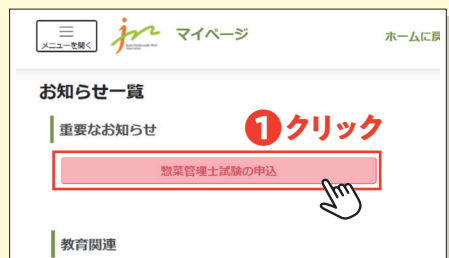 メニューを開く
jm
マイページ
ホームに戻
お知らせ一覧
重要なお知らせ
1 クリック
惣菜管理士試験の申込
教育関連